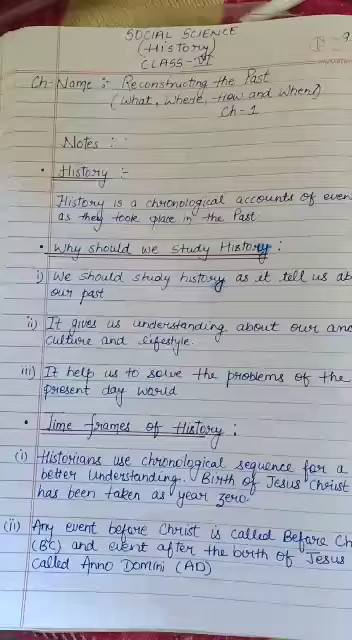 SOCIAL SCIENCE
(History)
CLASS-VI
Ch-Name :- Reconstructing the Past
(What, Where, How and When?)
Ch-1
Notes :
• History :-
History is a chronological accounts of even
as they took place in the Past.
• Why should we study History :
i) We should study history as it tell us ab
our past
ii) It gives us understanding about our anc
culture and lifestyle.
iii) It help us to solve the problems of the
present day world
• Time frames of History :
(i) Historians use chronological sequence for a
better understanding. Birth of Jesus Christ
has been taken as year zero
(ii) Any event before Christ is called Before Ch
(BC) and event after the birth of Jesus
called Anno Domini (AD)